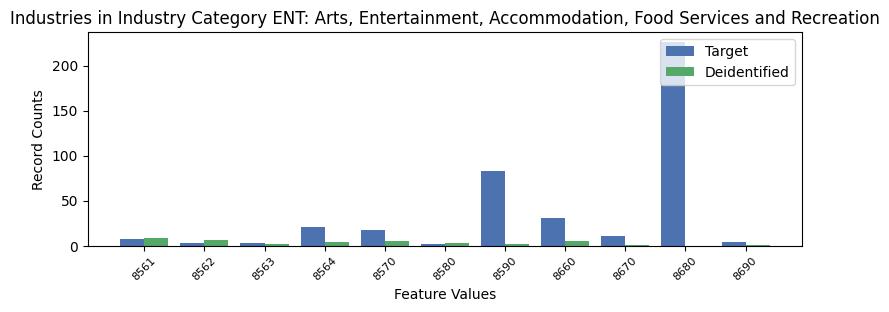 Industries in Industry Category ENT: Arts, Entertainment, Accommodation, Food Services and Recreation
Target
Deidentified
Record Counts
200
150
100
50
0
8561 8562 8563 8564 8570 8580 8590 8660 8670 8680 8690
Feature Values